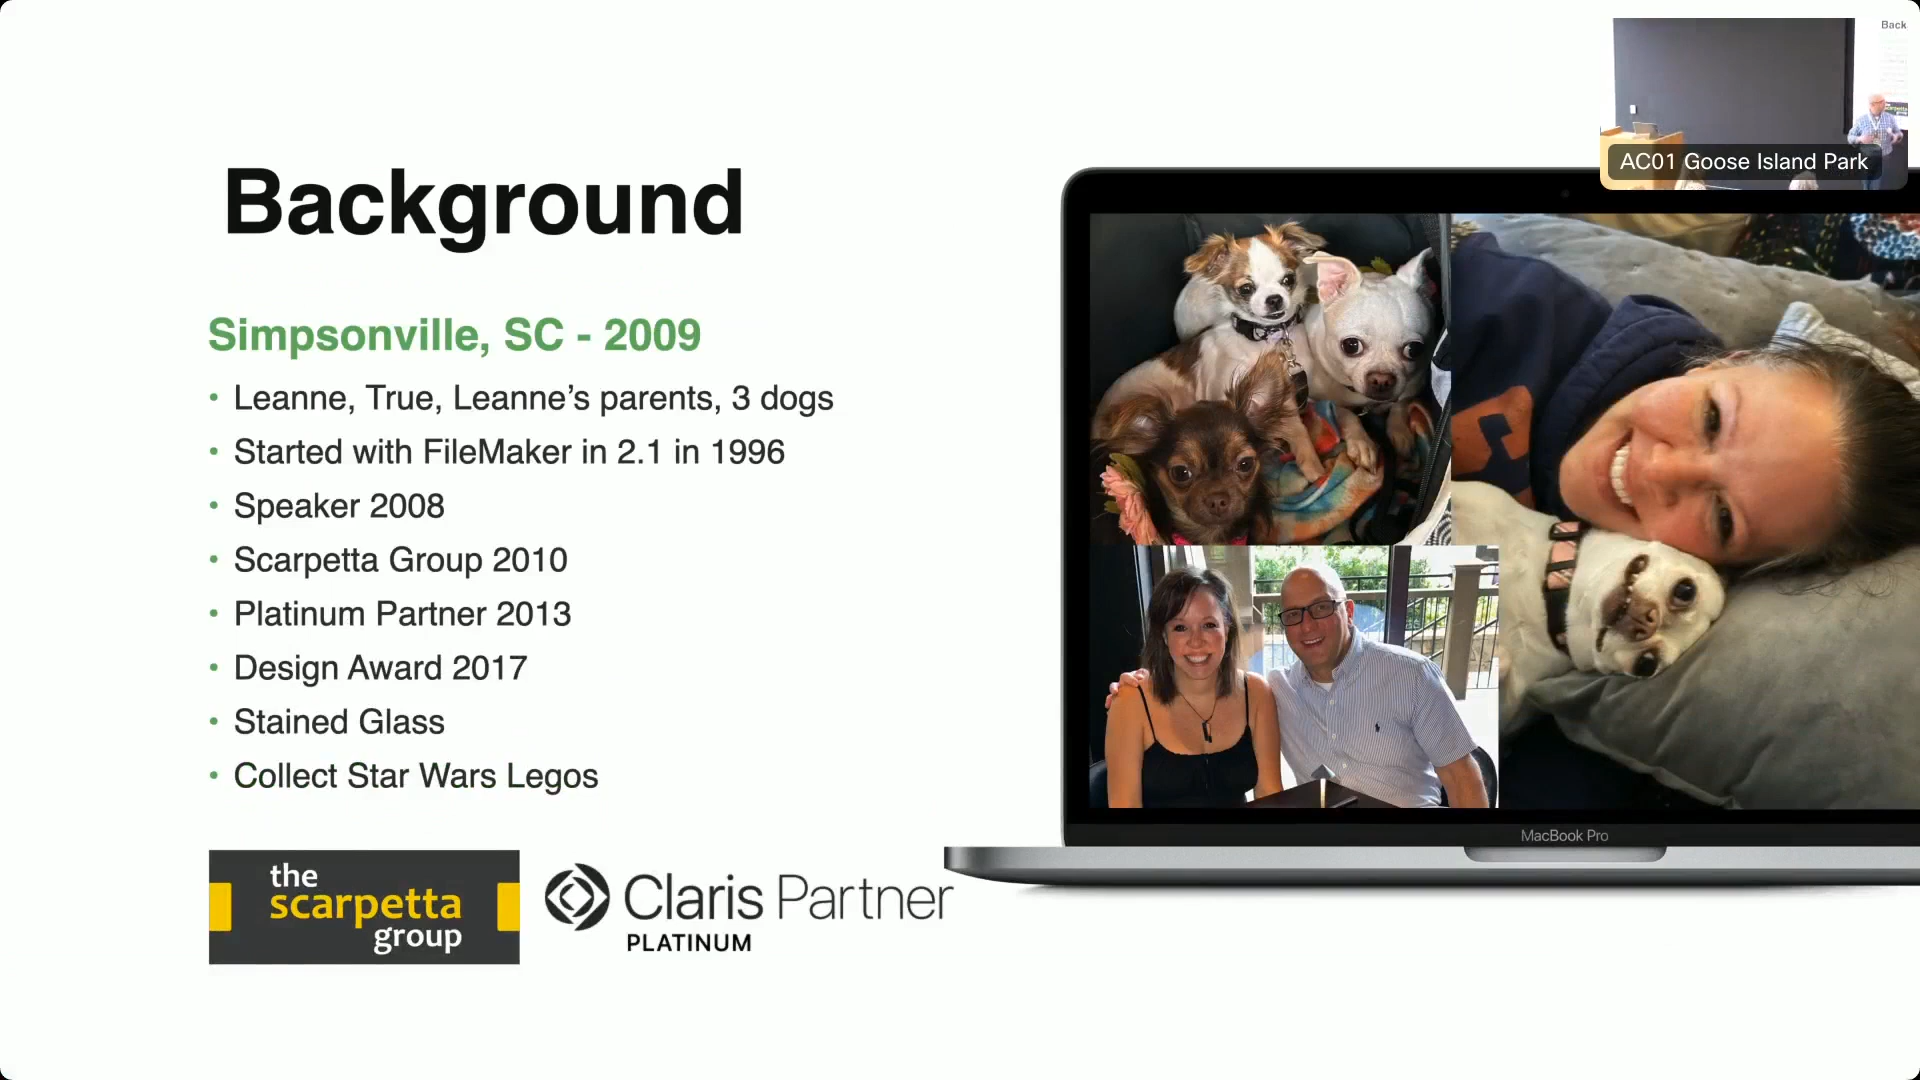 Back
AC01 Goose Island Park
Background
Simpsonville, SC - 2009
• Leanne, True, Leanne’s parents, 3 dogs
• Started with FileMaker in 2.1 in 1996
• Speaker 2008
• Scarpetta Group 2010
• Platinum Partner 2013
• Design Award 2017
• Stained Glass
• Collect Star Wars Legos
the
scarpetta
group
Claris Partner
PLATINUM
MacBook Pro